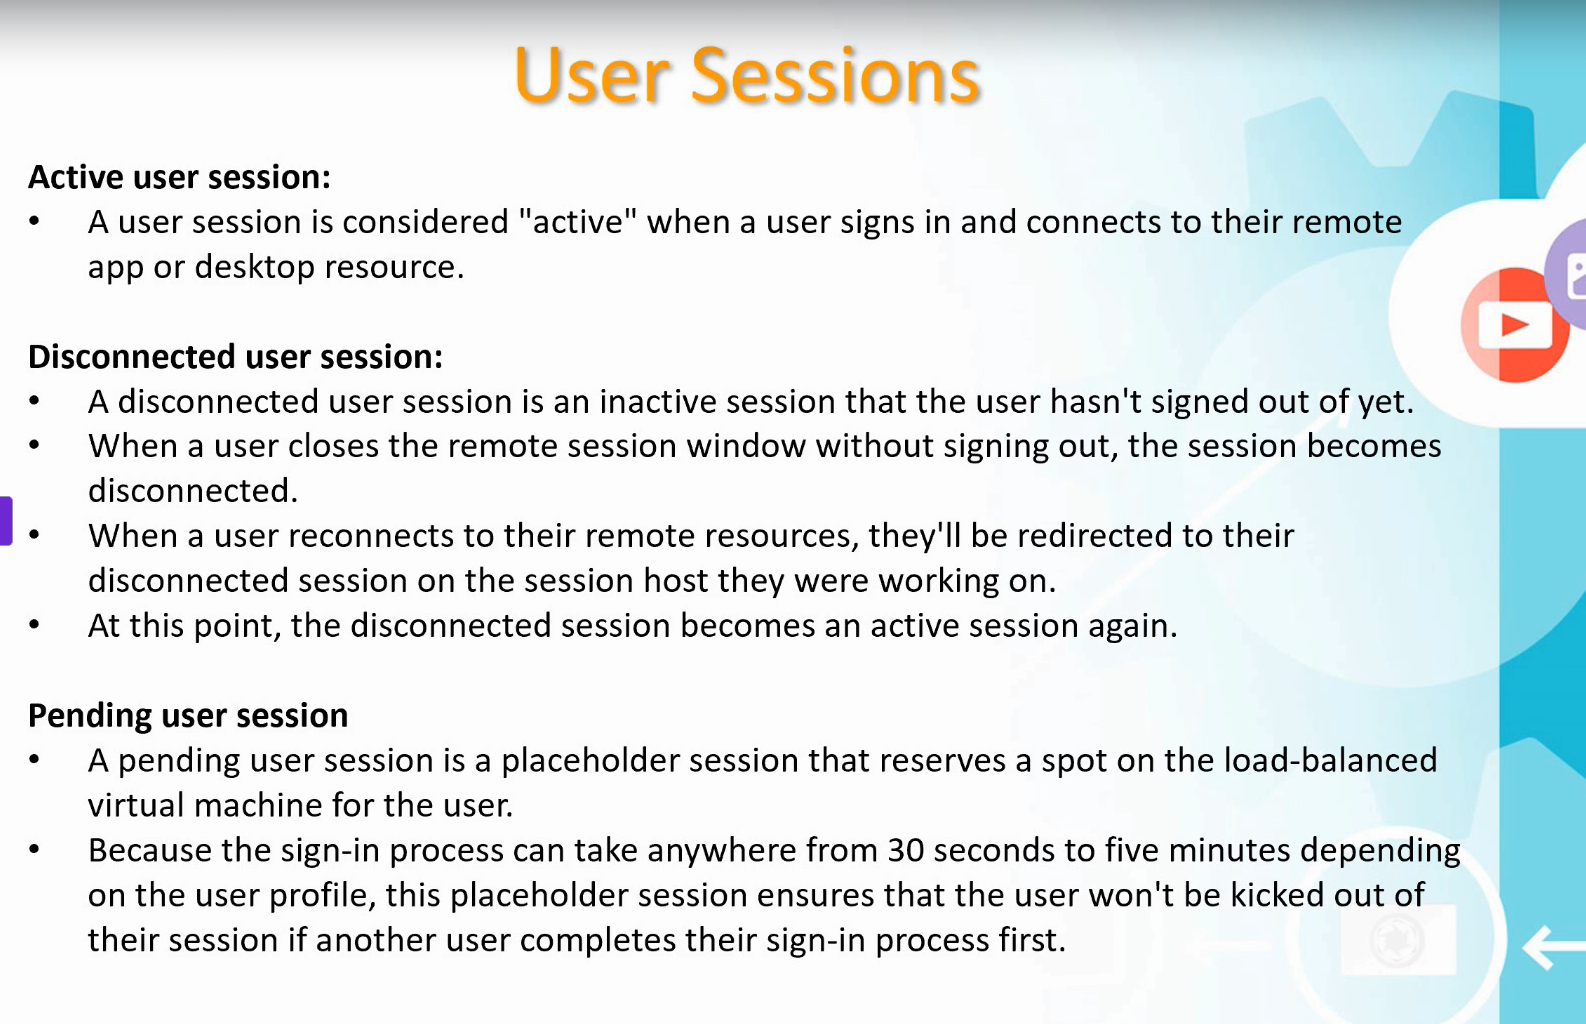 User Sessions
Active user session:
• A user session is considered "active" when a user signs in and connects to their remote
app or desktop resource.
Disconnected user session:
• A disconnected user session is an inactive session that the user hasn't signed out of yet.
• When a user closes the remote session window without signing out, the session becomes
disconnected.
• When a user reconnects to their remote resources, they'll be redirected to their
disconnected session on the session host they were working on.
• At this point, the disconnected session becomes an active session again.
Pending user session
• A pending user session is a placeholder session that reserves a spot on the load-balanced
virtual machine for the user.
• Because the sign-in process can take anywhere from 30 seconds to five minutes depending
on the user profile, this placeholder session ensures that the user won't be kicked out of
their session if another user completes their sign-in process first.